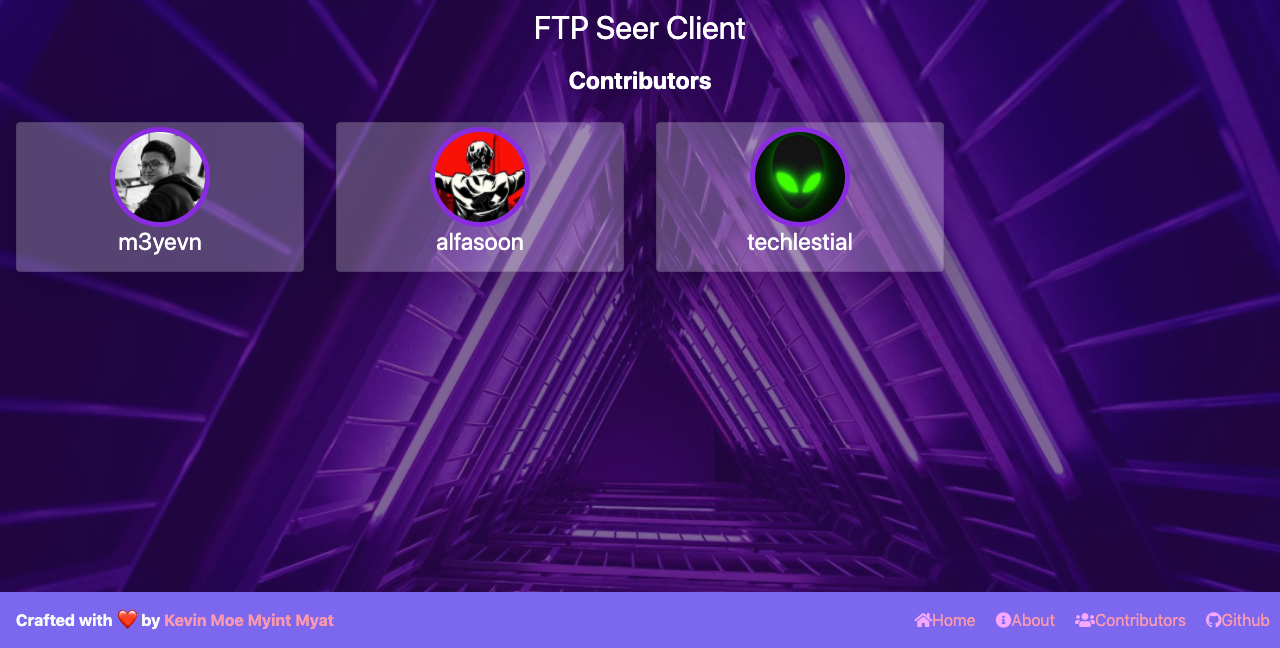 FTP Seer Client
Contributors
m3yevn
alfasoon
techlestial
Crafted with ❤️ by Kevin Moe Myint Myat
Home About Contributors Github